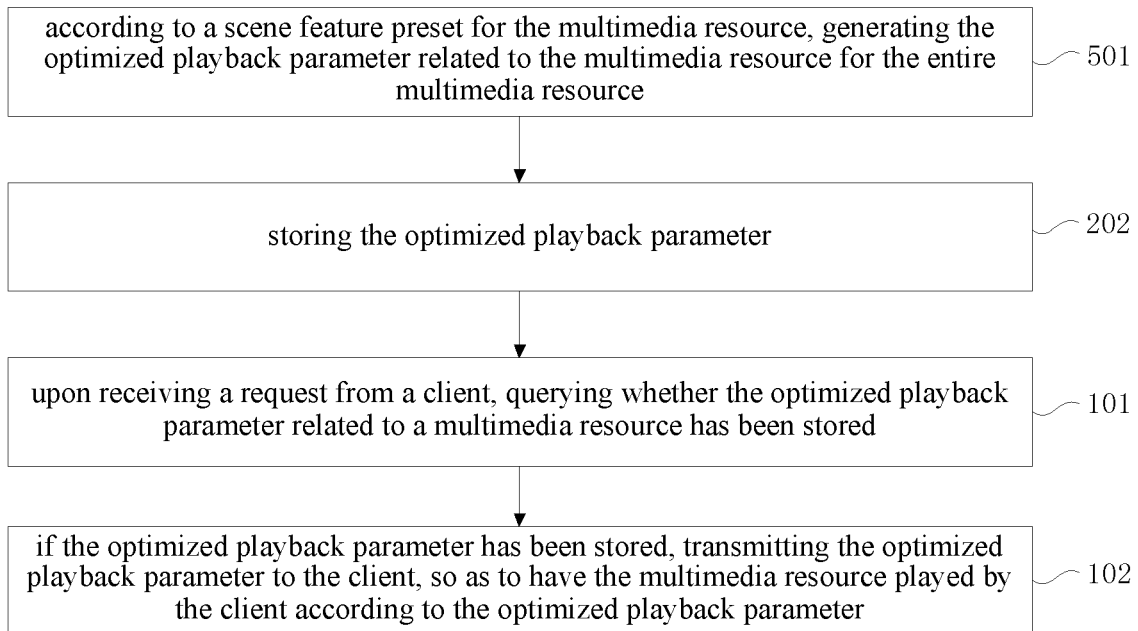 according to a scene feature preset for the multimedia resource, generating the
optimized playback parameter related to the multimedia resource for the entire
multimedia resource
501
storing the optimized playback parameter
202
upon receiving a request from a client, querying whether the optimized playback
parameter related to a multimedia resource has been stored
101
if the optimized playback parameter has been stored, transmitting the optimized
playback parameter to the client, so as to have the multimedia resource played by
the client according to the optimized playback parameter
102